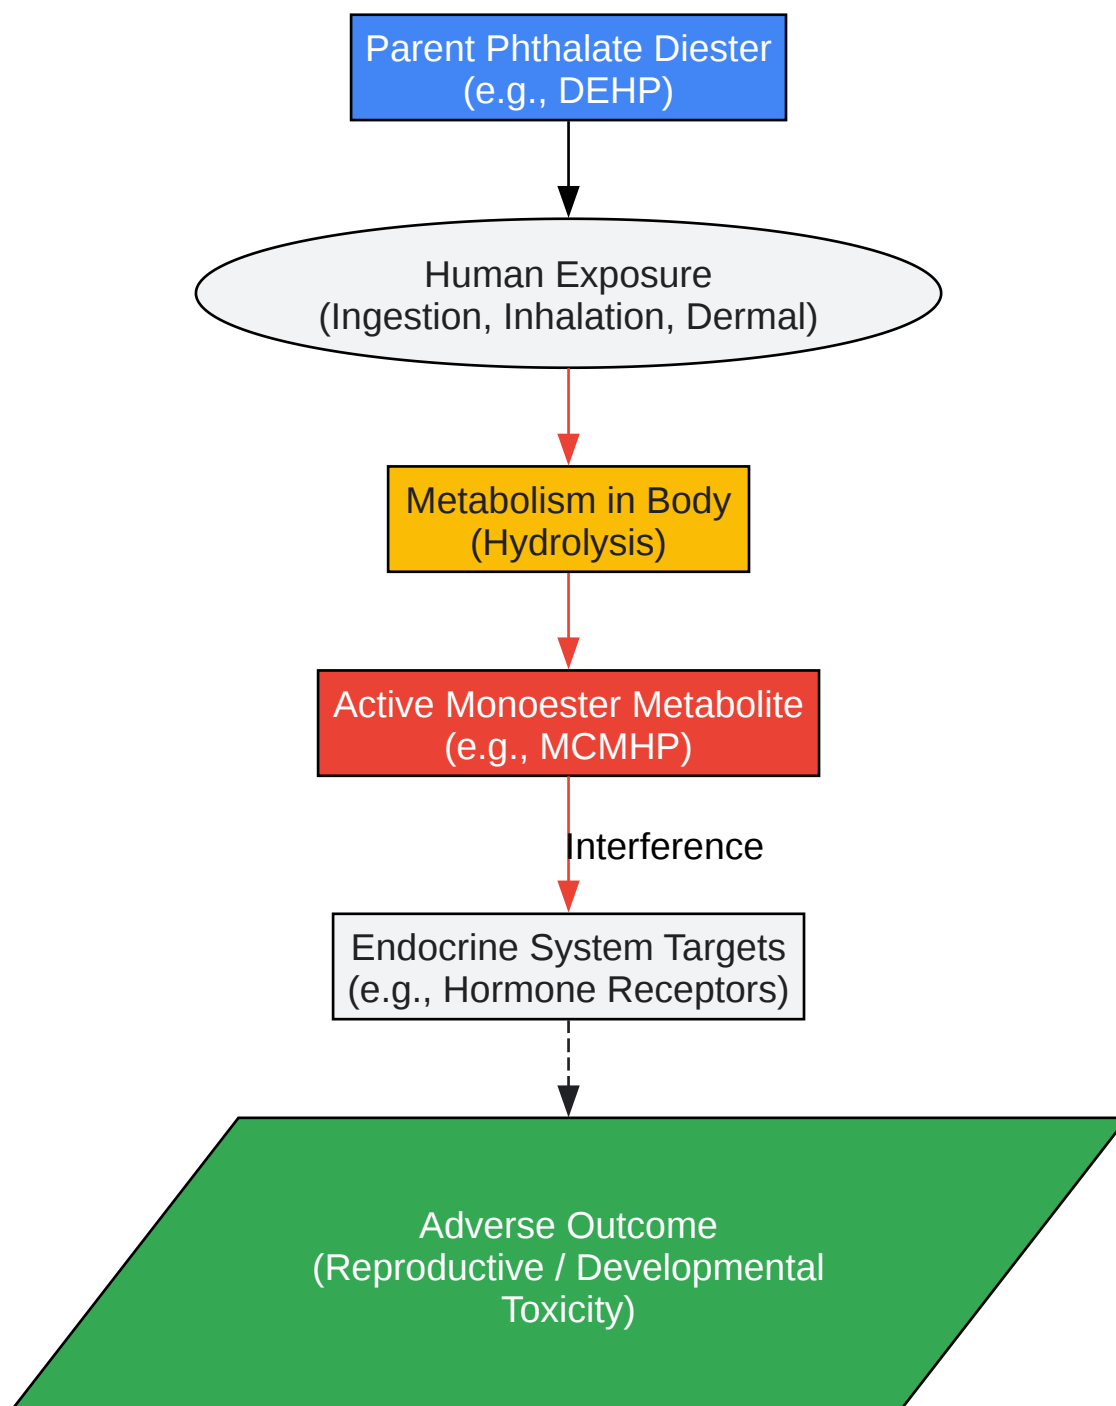 Parent Phthalate Diester
(e.g., DEHP)
Human Exposure
(Ingestion, Inhalation, Dermal)
Metabolism in Body
(Hydrolysis)
Active Monoester Metabolite
(e.g., MCMHP)
Interference
Endocrine System Targets
(e.g., Hormone Receptors)
Adverse Outcome
(Reproductive / Developmental
Toxicity)